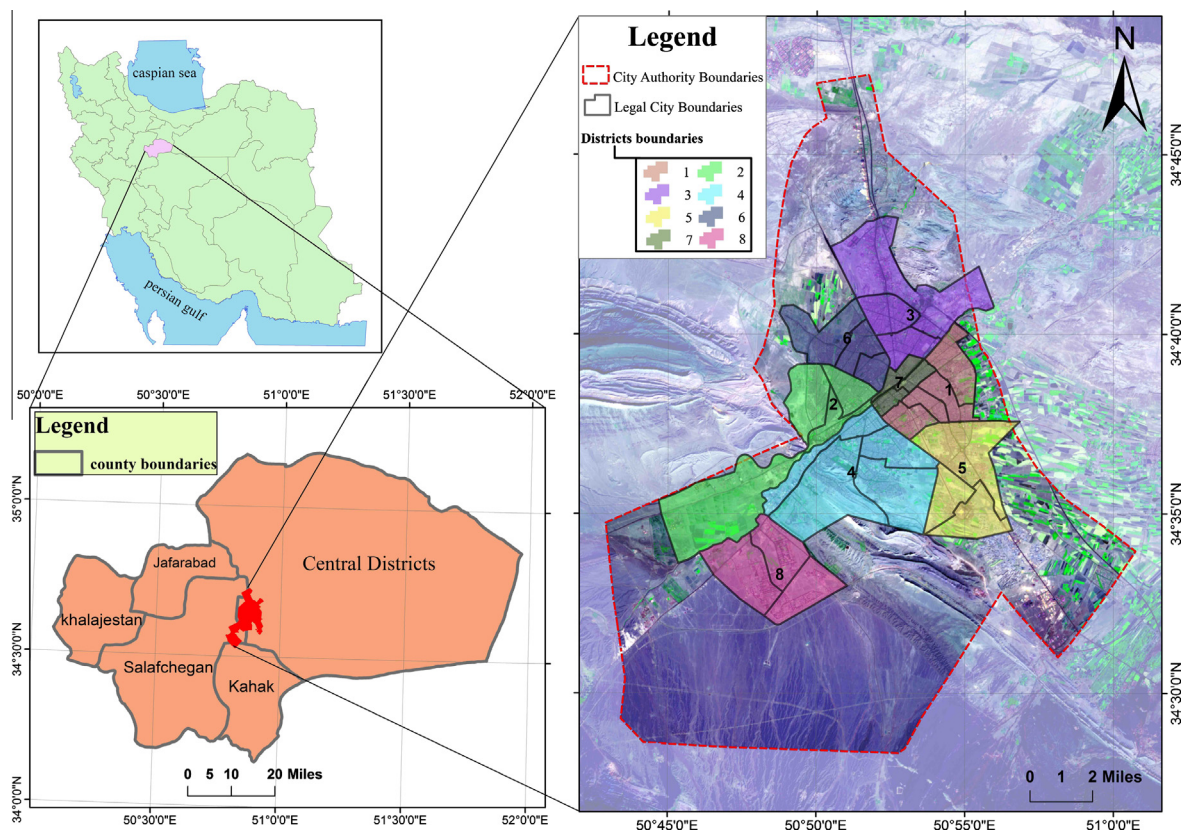 caspian sea
persian gulf
50°0'0"E
50°30'0"E
51°0'0"E
51°30'0"E
52°0'0"E
Legend
county boundaries
35°0'0"N
34°30'0"N
34°0'0"N
Jafarabad
Central Districts
khalajestan
Salafchegan
Kahak
0 5 10 20 Miles
50°0'0"E
50°30'0"E
51°0'0"E
51°30'0"E
52°0'0"E
Legend
City Authority Boundaries
Legal City Boundaries
Districts boundaries
1 2
3 4
5 6
7 8
N
3
6
7
1
2
4
5
8
34°45'0"N
34°40'0"N
34°35'0"N
34°30'0"N
0 1 2 Miles
50°45'0"E
50°50'0"E
50°55'0"E
51°0'0"E